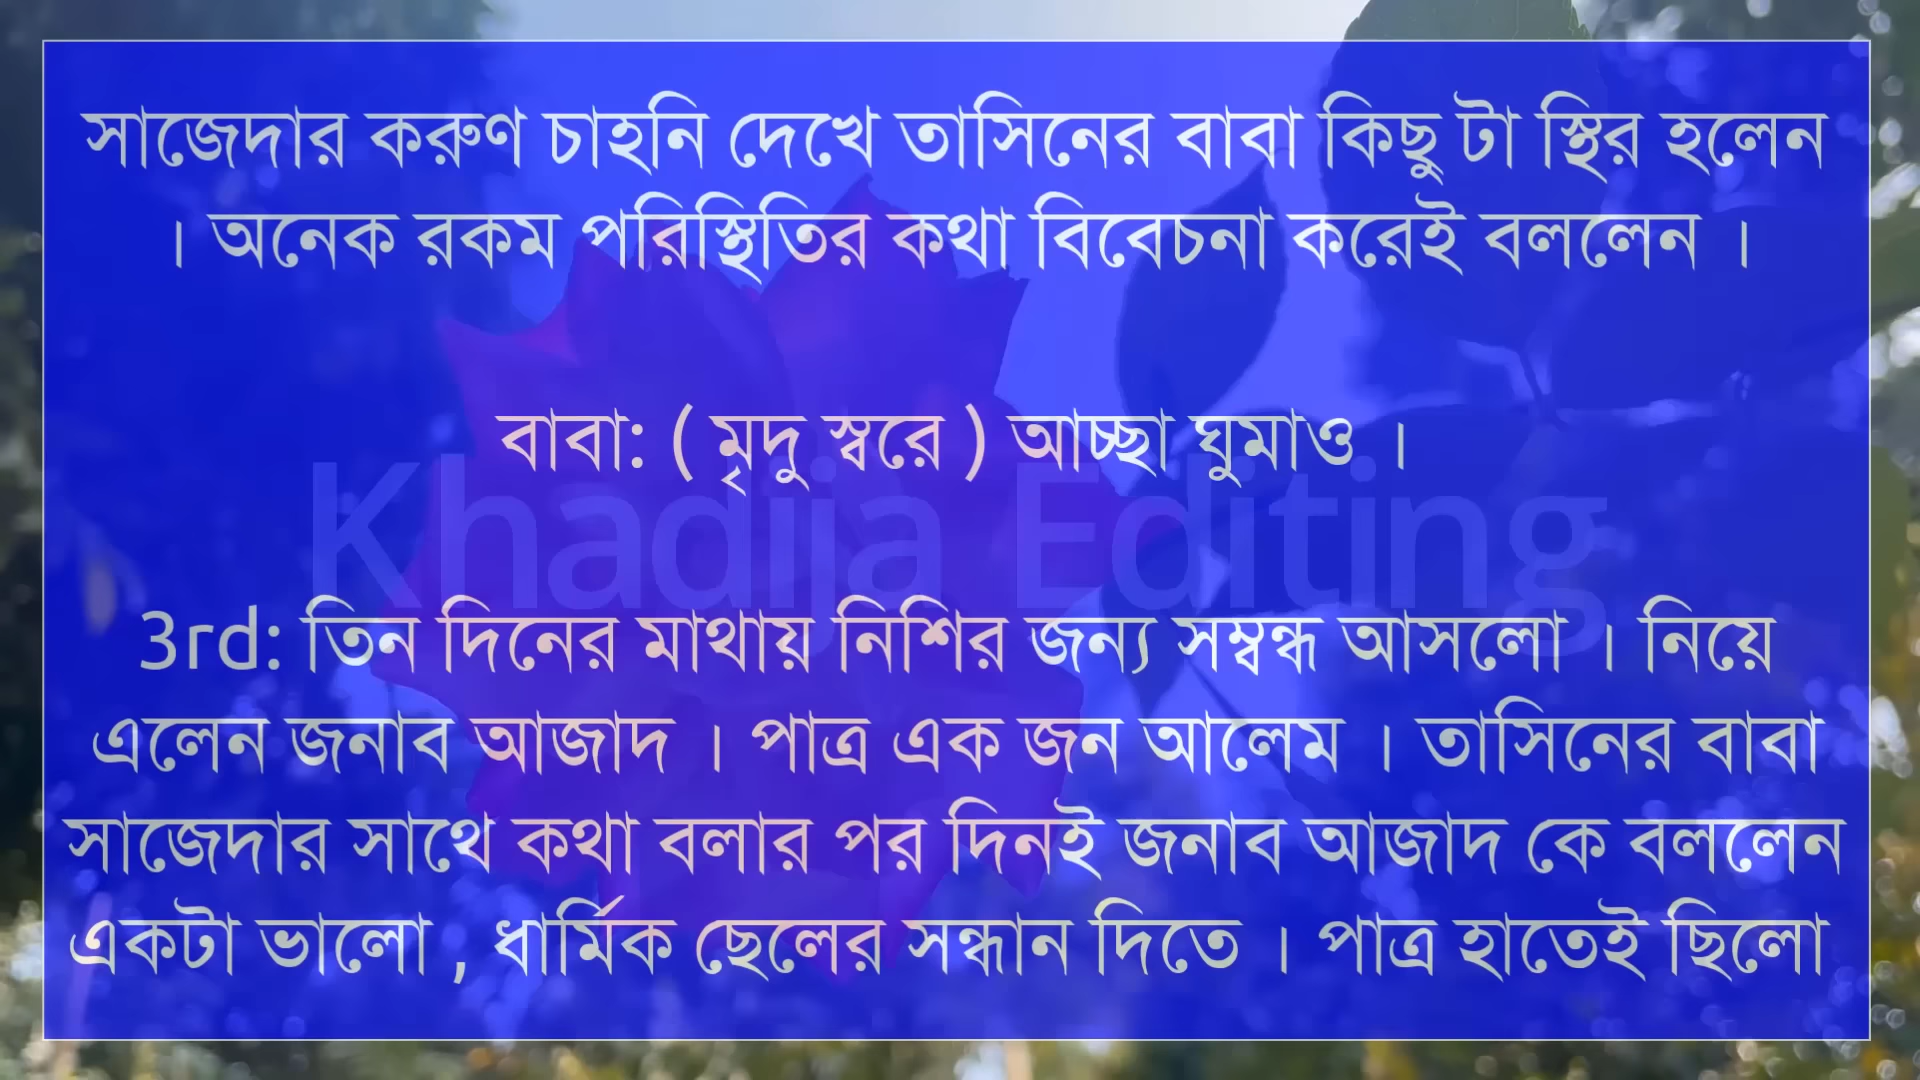 সাজেদার করুণ চাহনি দেখে তাসিনের বাবা কিছু টা স্থির হলেন
। অনেক রকম পরিস্থিতির কথা বিবেচনা করেই বললেন ।
বাবা: ( মৃদু স্বরে ) আচ্ছা ঘুমাও ।
Khadija Editing
3rd: তিন দিনের মাথায় নিশির জন্য সম্বন্ধ আসলো । নিয়ে
এলেন জনাব আজাদ । পাত্র এক জন আলেম । তাসিনের বাবা
সাজেদার সাথে কথা বলার পর দিনই জনাব আজাদ কে বললেন
একটা ভালো , ধার্মিক ছেলের সন্ধান দিতে । পাত্র হাতেই ছিলো